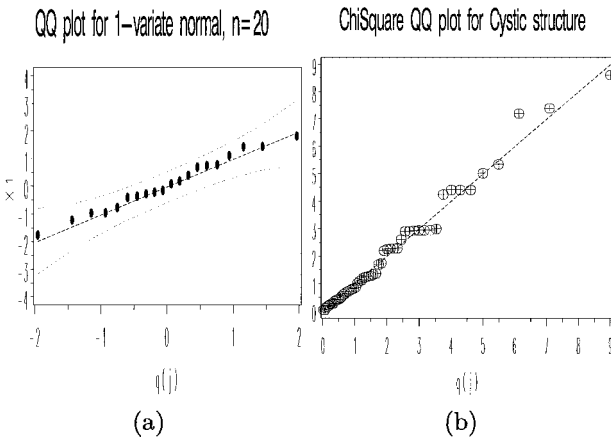 QQ plot for 1-variate normal, n=20
4
3
2
1
0
-1
-2
-3
-4
x 1
-2 -1 0 1 2
q(j)
(a)
ChiSquare QQ plot for Cystic structure
9
8
7
6
5
4
3
2
1
0
0 1 2 3 4 5 6 7 8 9
q(j)
(b)